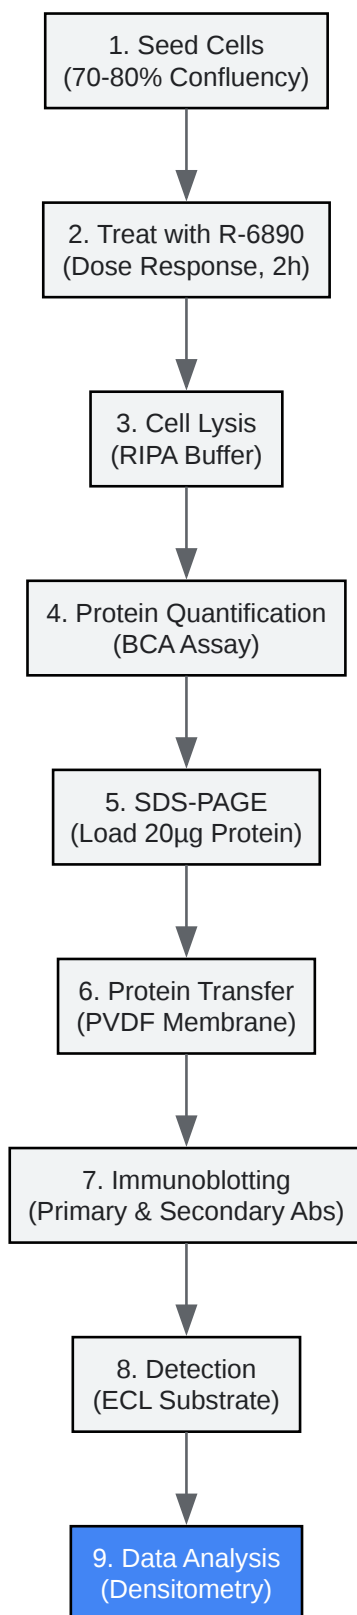 1. Seed Cells
(70-80% Confluency)
2. Treat with R-6890
(Dose Response, 2h)
3. Cell Lysis
(RIPA Buffer)
4. Protein Quantification
(BCA Assay)
5. SDS-PAGE
(Load 20µg Protein)
6. Protein Transfer
(PVDF Membrane)
7. Immunoblotting
(Primary & Secondary Abs)
8. Detection
(ECL Substrate)
9. Data Analysis
(Densitometry)